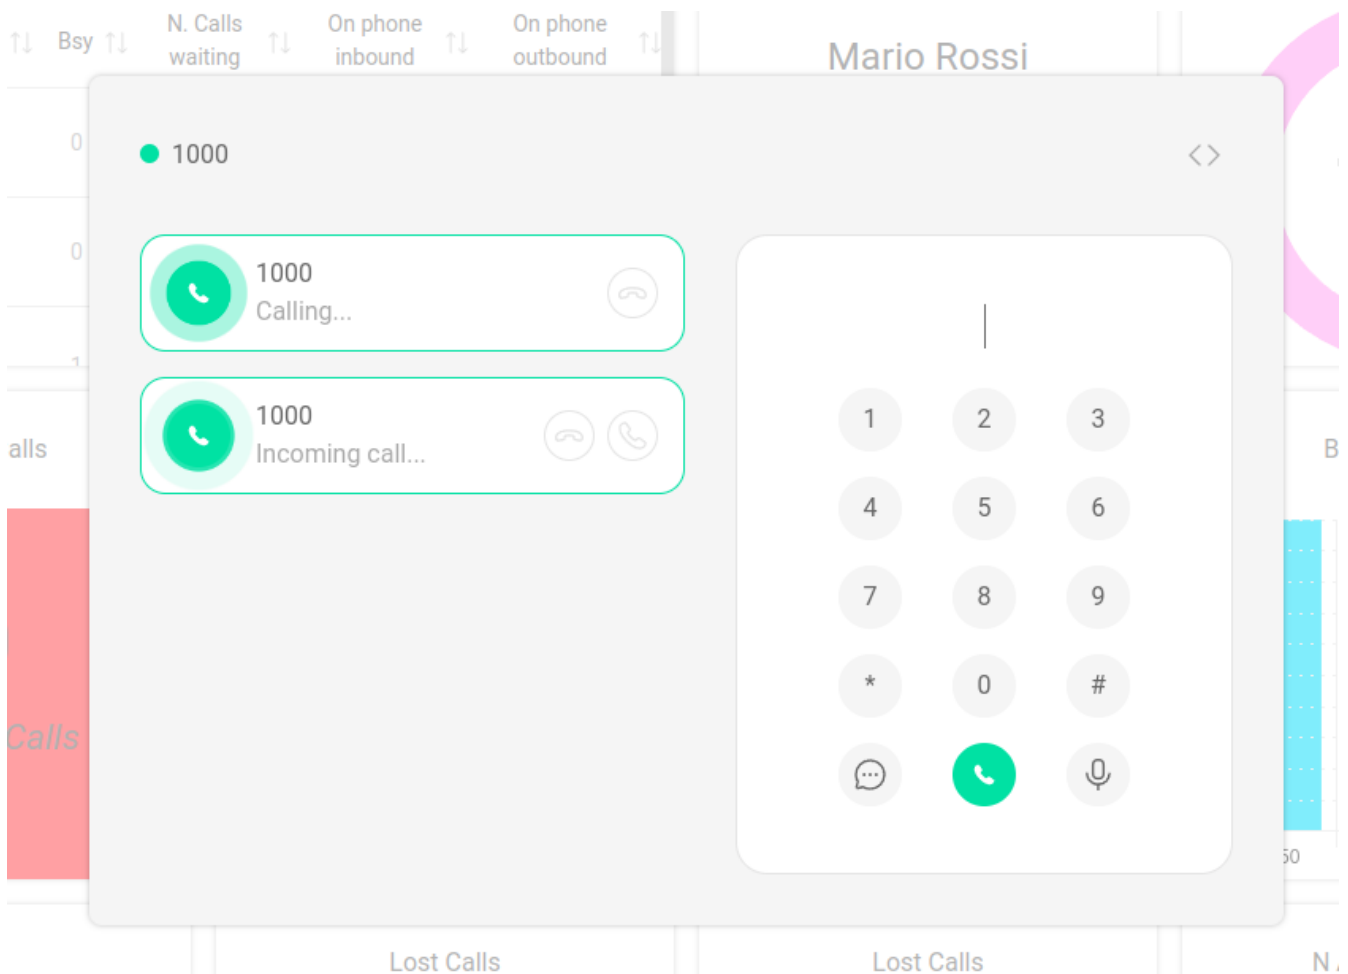 Bsy
N. Calls
waiting
On phone
inbound
On phone
outbound
Mario Rossi
0
0
1
alls
Calls
1000
1000
Calling...
1000
Incoming call...
1 2 3
4 5 6
7 8 9
* 0 #
B
50
Lost Calls
Lost Calls
N